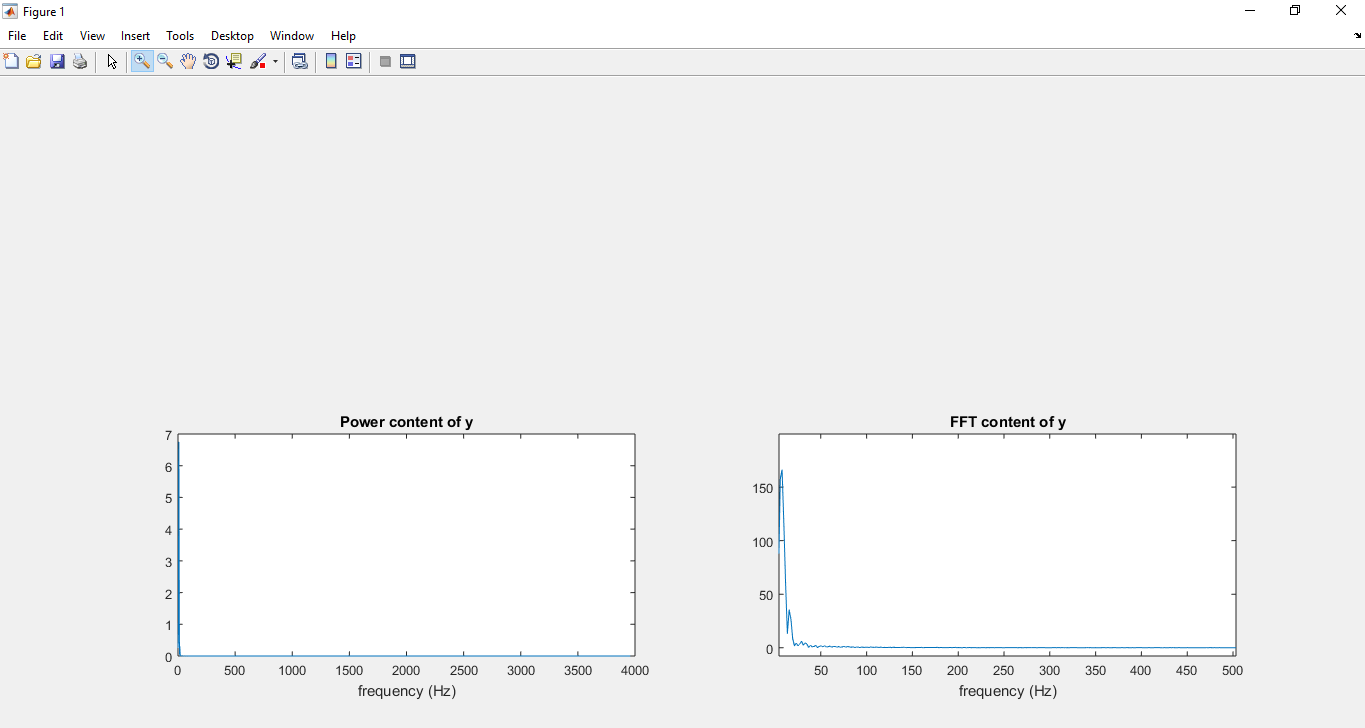 Figure 1
File Edit View Insert Tools Desktop Window Help
Power content of y
7
6
5
4
3
2
1
0
0 500 1000 1500 2000 2500 3000 3500 4000
frequency (Hz)
FFT content of y
150
100
50
0
50 100 150 200 250 300 350 400 450 500
frequency (Hz)